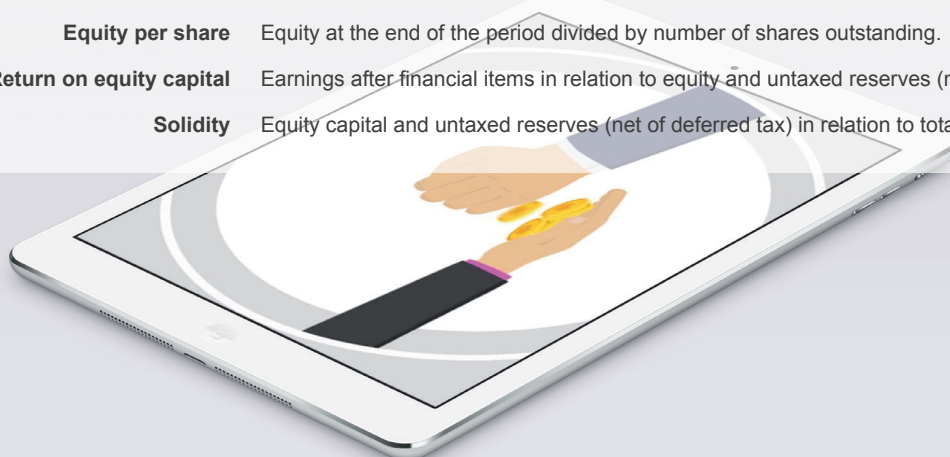 Equity per share Equity at the end of the period divided by number of shares outstanding.
Return on equity capital Earnings after financial items in relation to equity and untaxed reserves
Solidity Equity capital and untaxed reserves (net of deferred tax) in relation to